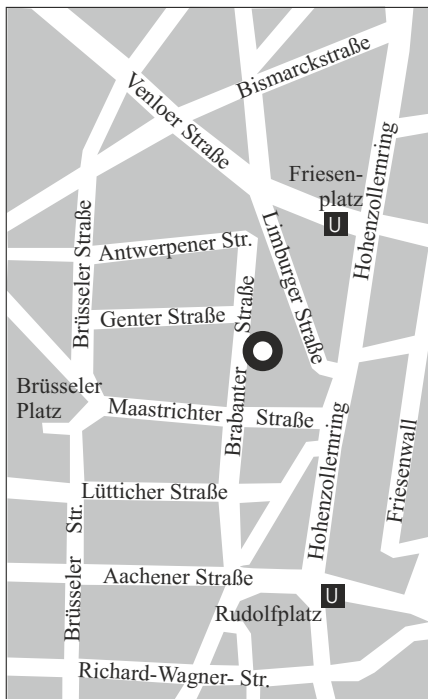 Bismarckstraße
Venloer Straße
Friesen-
platz
U
Hohenzollernring
Limburger Straße
Brüsseler Straße
Antwerpener Str.
Genter Straße
Brabanter Straße
Brüsseler
Platz
Maastrichter Straße
Hohenzollernring
Friesenwall
Lütticher Straße
Brüsseler Str.
Aachener Straße
U
Rudolfplatz
Richard-Wagner- Str.